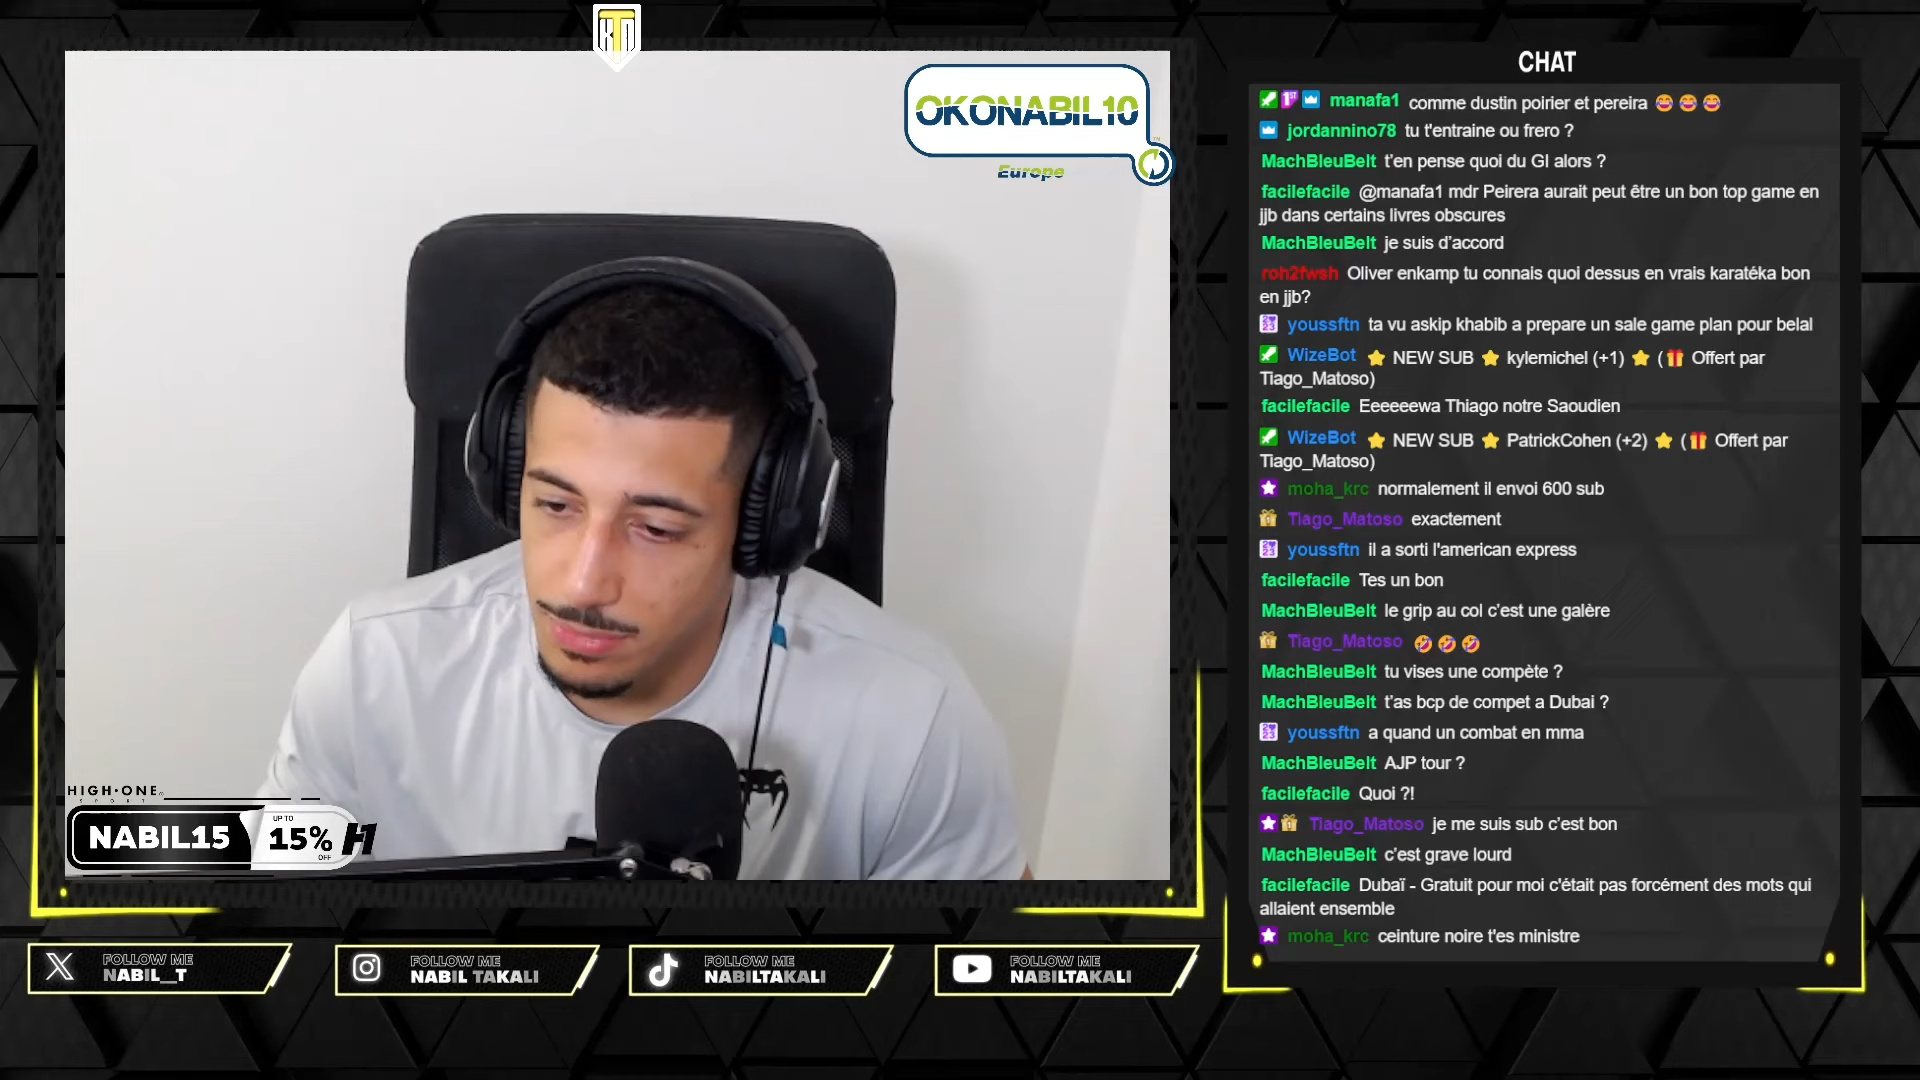 KTN
OKONABIL10
Europe
HIGH·ONE
SPORT
NABIL15
UP TO
15%
OFF
H1
FOLLOW ME
NABIL__T
FOLLOW ME
NABIL TAKALI
FOLLOW ME
NABILTAKALI
FOLLOW ME
NABILTAKALI
CHAT
manafa1 comme dustin poirier et pereira 😂 😂 😂
jordannino78 tu t'entraine ou frero ?
MachBleuBelt t'en pense quoi du GI alors ?
facilefacile @manafa1 mdr Peirera aurait peut être un bon top game en
jjb dans certains livres obscures
MachBleuBelt je suis d'accord
roh2fwsh Oliver enkamp tu connais quoi dessus en vrais karatéka bon
en jjb?
youssftn ta vu askip khabib a prepare un sale game plan pour belal
WizeBot ⭐ NEW SUB ⭐ kylemichel (+1) ⭐ (🎁 Offert par
Tiago_Matoso)
facilefacile Eeeeeewa Thiago notre Saoudien
WizeBot ⭐ NEW SUB ⭐ PatrickCohen (+2) ⭐ (🎁 Offert par
Tiago_Matoso)
moha_krc normalement il envoi 600 sub
Tiago_Matoso exactement
youssftn il a sorti l'american express
facilefacile Tes un bon
MachBleuBelt le grip au col c'est une galère
Tiago_Matoso 🤣 🤣 🤣
MachBleuBelt tu vises une compète ?
MachBleuBelt t'as bcp de compet a Dubai ?
youssftn a quand un combat en mma
MachBleuBelt AJP tour ?
facilefacile Quoi ?!
Tiago_Matoso je me suis sub c'est bon
MachBleuBelt c'est grave lourd
facilefacile Dubaï - Gratuit pour moi c'était pas forcément des mots qui
allaient ensemble
moha_krc ceinture noire t'es ministre